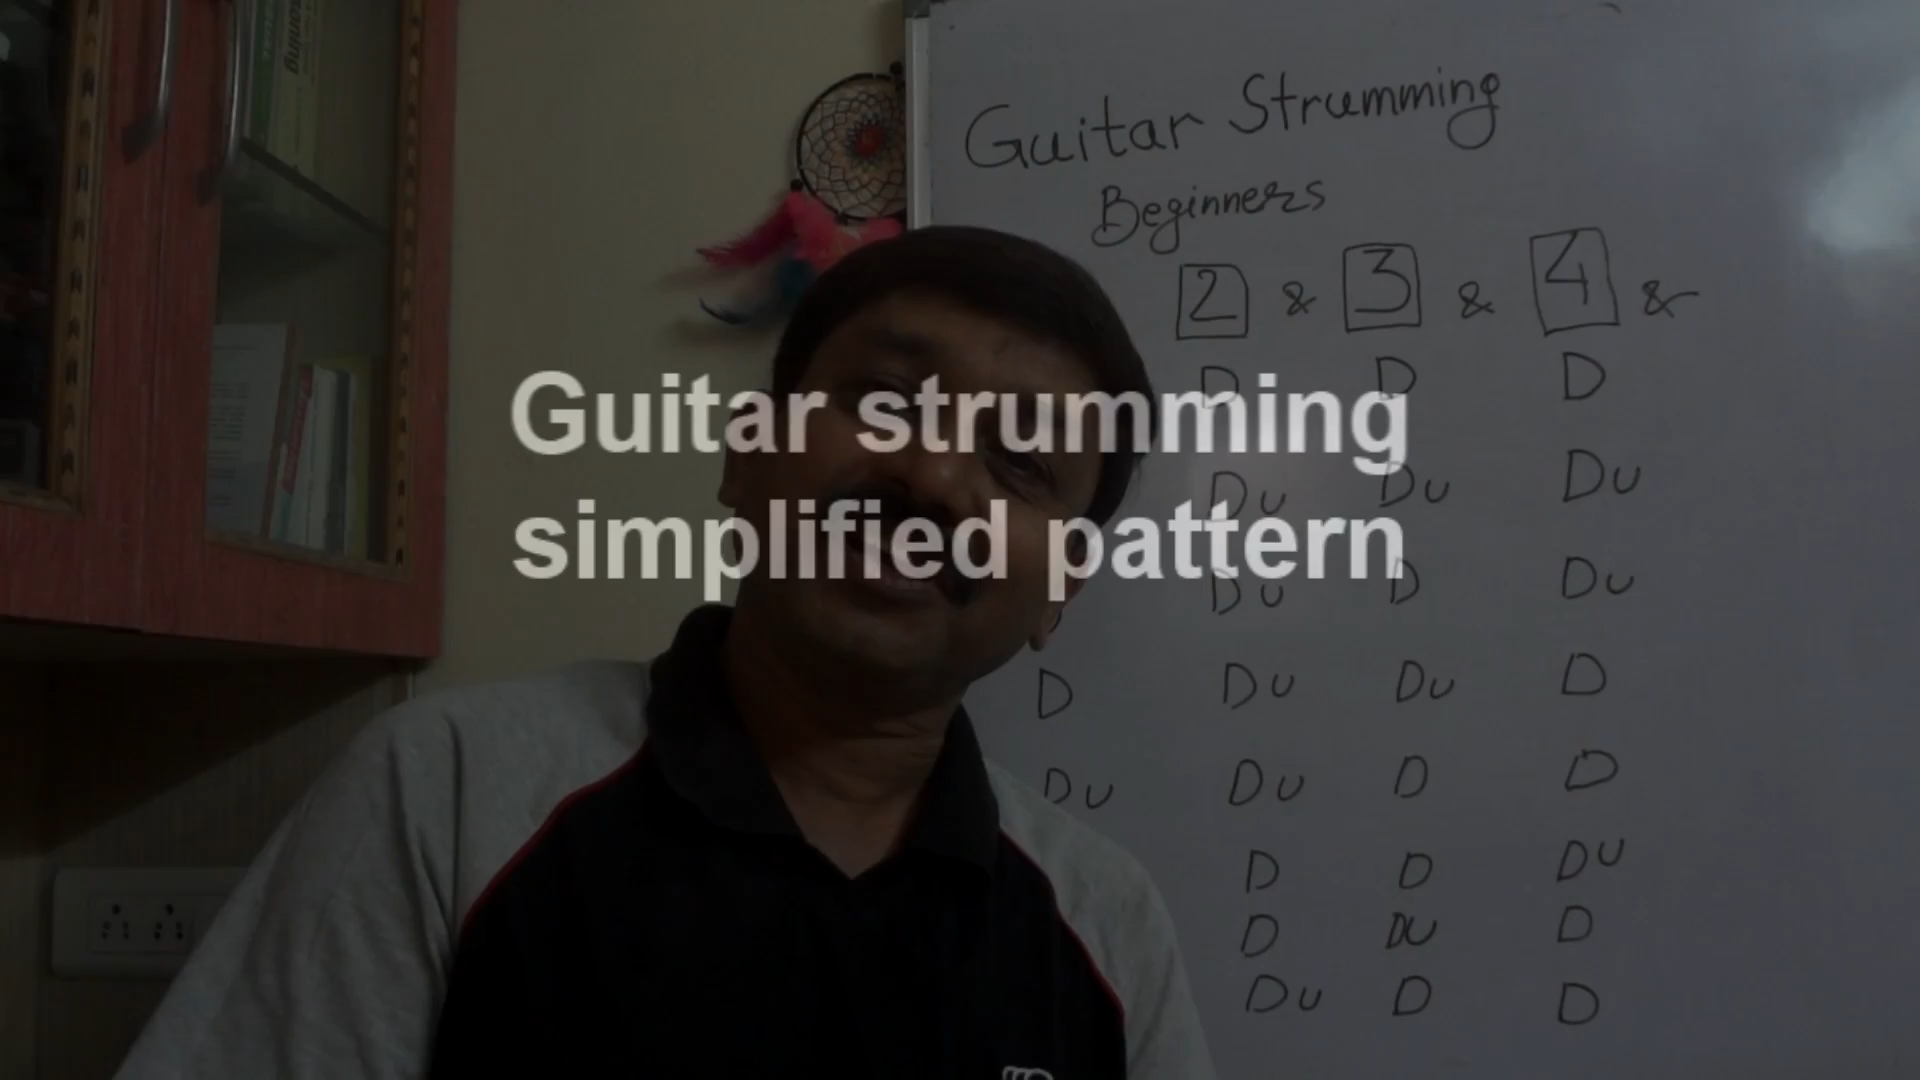 Guitar Strumming
Beginners
2 & 3 & 4 &
D D D
Guitar strumming
Du Du Du
simplified pattern
Du D Du
D Du Du D
Du Du D D
D D DU
D DU D
Du D D